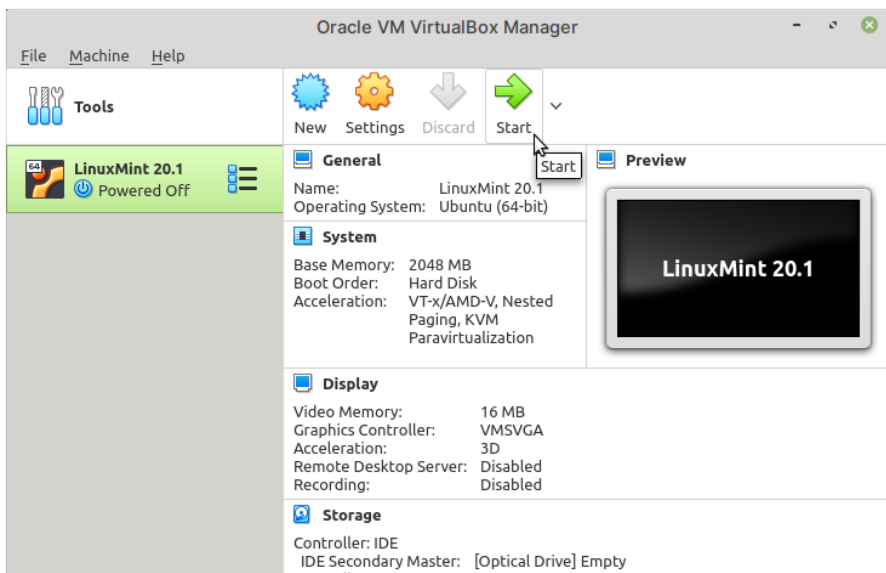 Oracle VM VirtualBox Manager
File Machine Help
Tools
New Settings Discard Start
Start
64
LinuxMint 20.1
Powered Off
General
Name: LinuxMint 20.1
Operating System: Ubuntu (64-bit)
System
Base Memory: 2048 MB
Boot Order: Hard Disk
Acceleration: VT-x/AMD-V, Nested
Paging, KVM
Paravirtualization
Preview
LinuxMint 20.1
Display
Video Memory: 16 MB
Graphics Controller: VMSVGA
Acceleration: 3D
Remote Desktop Server: Disabled
Recording: Disabled
Storage
Controller: IDE
IDE Secondary Master: [Optical Drive] Empty